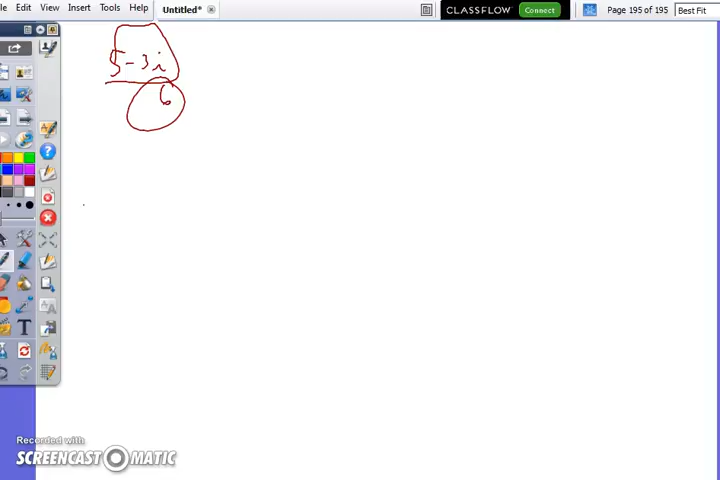 File Edit View Insert Tools Help Untitled* CLASSFLOW Connect Page 195 of 195 Best Fit
5-3i
6
Recorded with
SCREENCAST MATIC